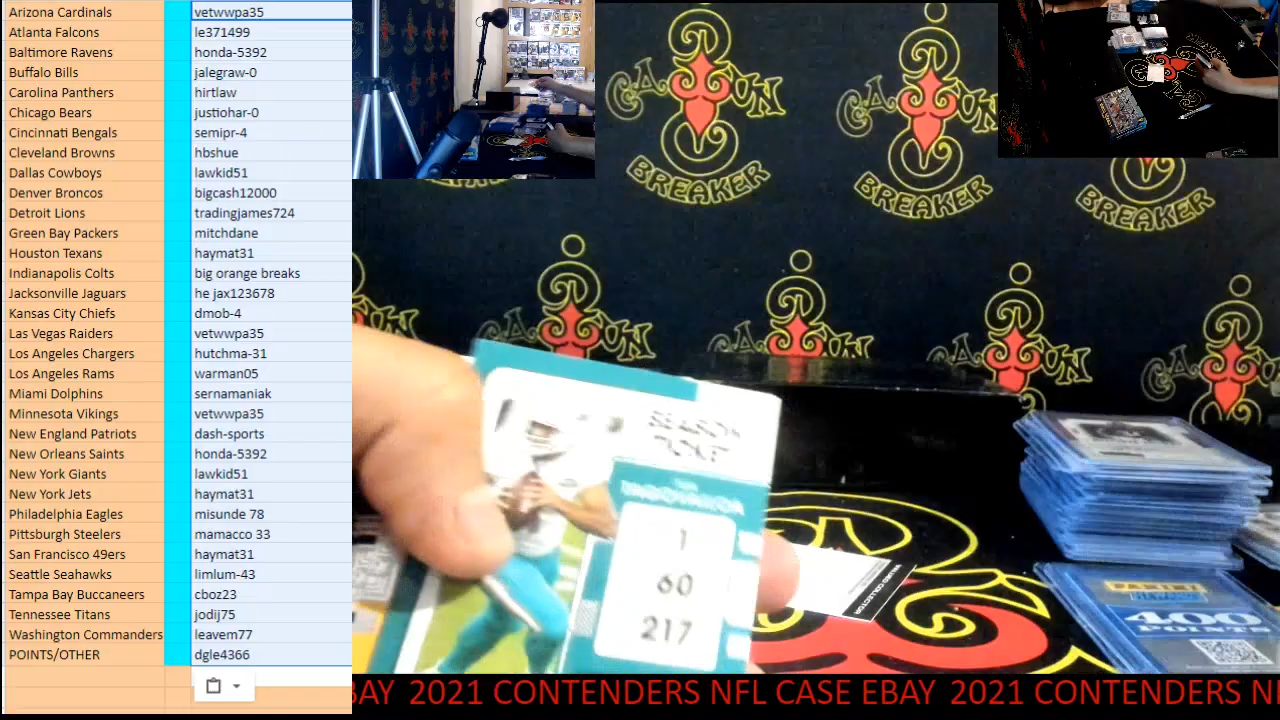 Arizona Cardinals vetwwpa35
Atlanta Falcons le371499
Baltimore Ravens honda-5392
Buffalo Bills jalegraw-0
Carolina Panthers hirtlaw
Chicago Bears justiohar-0
Cincinnati Bengals semipr-4
Cleveland Browns hbshue
Dallas Cowboys lawkid51
Denver Broncos bigcash12000
Detroit Lions tradingjames724
Green Bay Packers mitchdane
Houston Texans haymat31
Indianapolis Colts big orange breaks
Jacksonville Jaguars he jax123678
Kansas City Chiefs dmob-4
Las Vegas Raiders vetwwpa35
Los Angeles Chargers hutchma-31
Los Angeles Rams warman05
Miami Dolphins sernamaniak
Minnesota Vikings vetwwpa35
New England Patriots dash-sports
New Orleans Saints honda-5392
New York Giants lawkid51
New York Jets haymat31
Philadelphia Eagles misunde 78
Pittsburgh Steelers mamacco 33
San Francisco 49ers haymat31
Seattle Seahawks limlum-43
Tampa Bay Buccaneers cboz23
Tennessee Titans jodij75
Washington Commanders leavem77
POINTS/OTHER dgle4366
CAJUN
BREAKER
CAJUN
BREAKER
BREAKER
SEASON
TICKET
1
60
217
PANINI
REWARDS
400
POINTS
BAY 2021 CONTENDERS NFL CASE EBAY 2021 CONTENDERS N